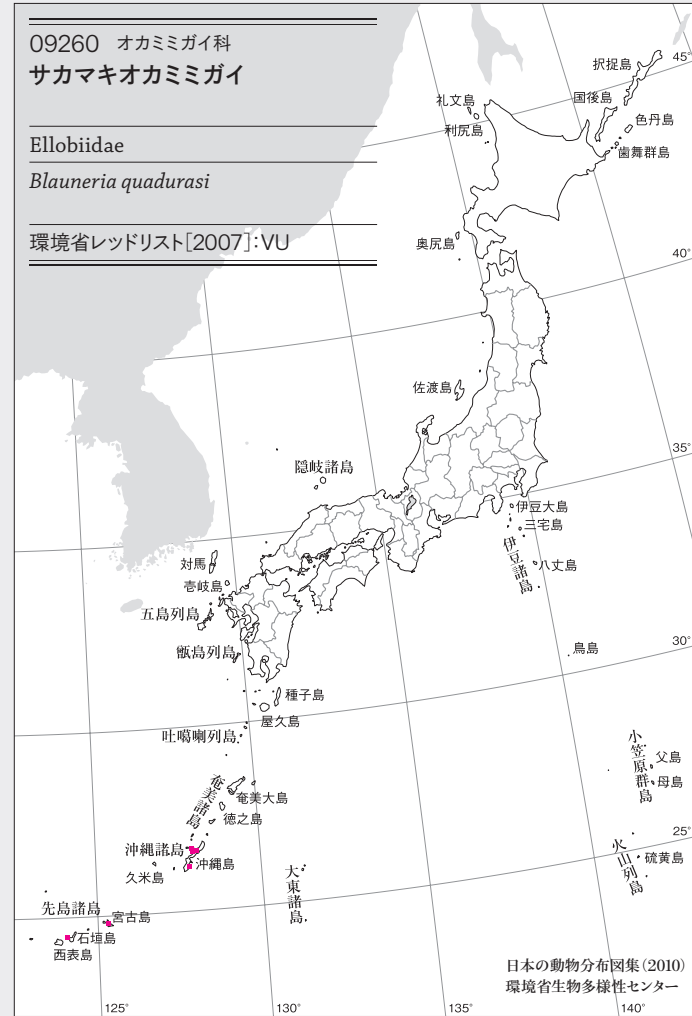 09260 オカミミガイ科
サカマキオカミミガイ
Ellobiidae
Blauneria quadurasi
環境省レッドリスト[2007]:VU
45°
択捉島
国後島
礼文島
色丹島
利尻島
歯舞群島
奥尻島
40°
佐渡島
35°
隠岐諸島
伊豆大島
三宅島
伊豆諸島
八丈島
対馬
壱岐島
五島列島
甑島列島
30°
鳥島
種子島
屋久島
吐噶喇列島
小笠原群島
父島
母島
奄美諸島
奄美大島
徳之島
25°
沖縄諸島
沖縄島
久米島
火山列島
硫黄島
大東諸島
先島諸島
宮古島
石垣島
西表島
日本の動物分布図集(2010)
環境省生物多様性センター
125°
130°
135°
140°